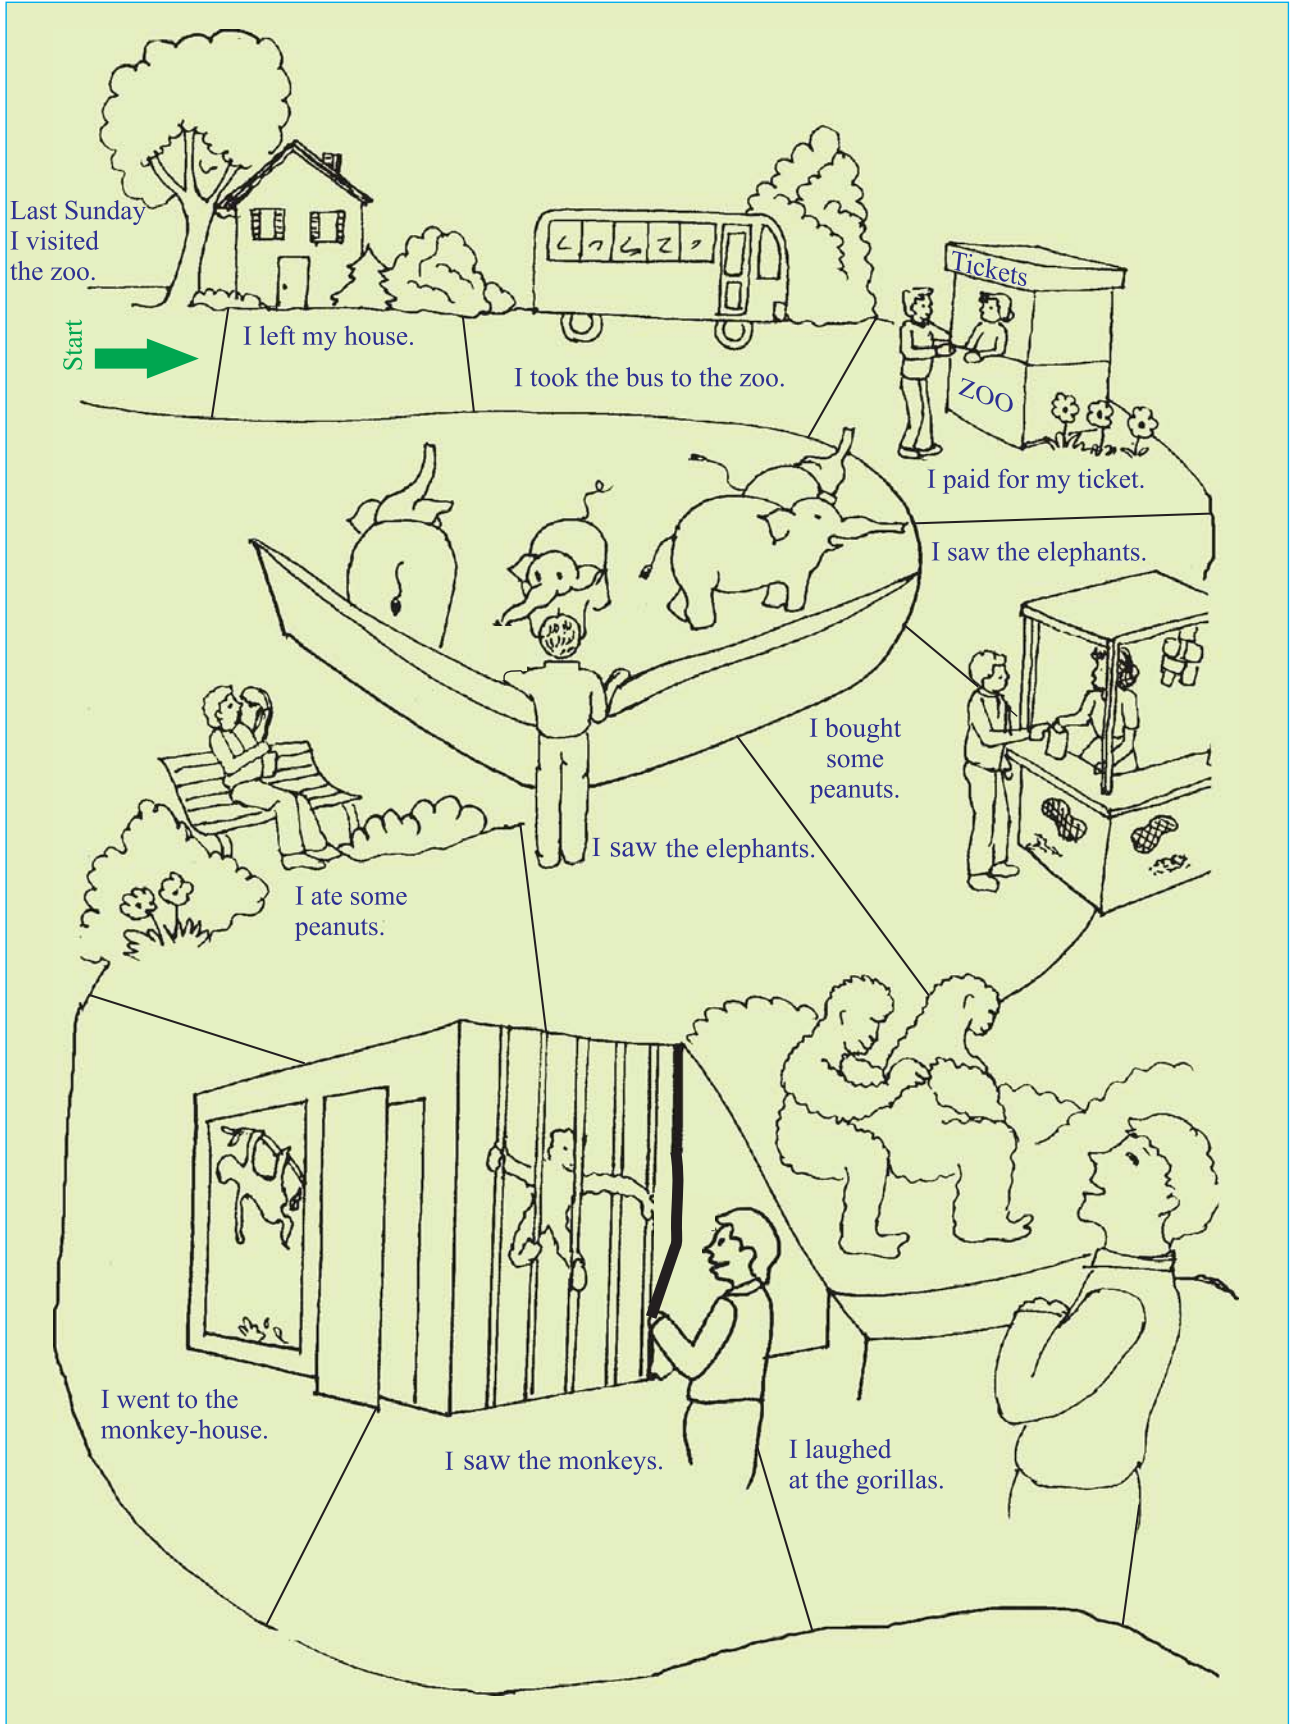 Last Sunday
I visited
the zoo.
Start
I left my house.
I took the bus to the zoo.
Tickets
ZOO
I paid for my ticket.
I saw the elephants.
I bought
some
peanuts.
I saw the elephants.
I ate some
peanuts.
I went to the
monkey-house.
I saw the monkeys.
I laughed
at the gorillas.